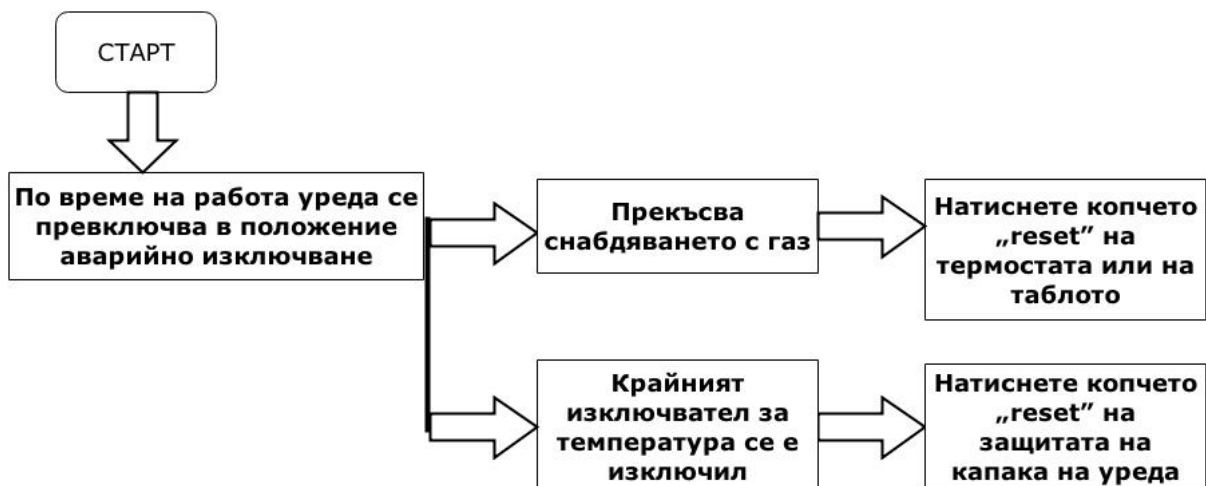 СТАРТ
По време на работа уреда се
превключва в положение
аварийно изключване
Прекъсва
снабдяването с газ
Натиснете копчето
„reset” на
термостата или на
таблото
Крайният
изключвател за
температура се е
изключил
Натиснете копчето
„reset” на
защитата на
капака на уреда